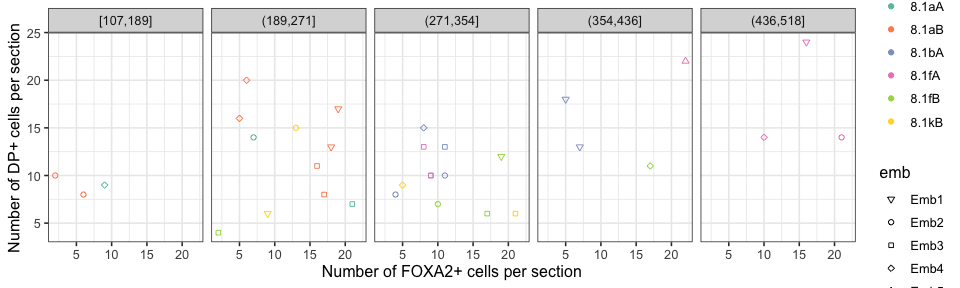 [107,189] (189,271] (271,354] (354,436] (436,518]
Number of DP+ cells per section
25
20
15
10
5
5 10 15 20 5 10 15 20 5 10 15 20 5 10 15 20 5 10 15 20
Number of FOXA2+ cells per section
8.1aA
8.1aB
8.1bA
8.1fA
8.1fB
8.1kB
emb
Emb1
Emb2
Emb3
Emb4